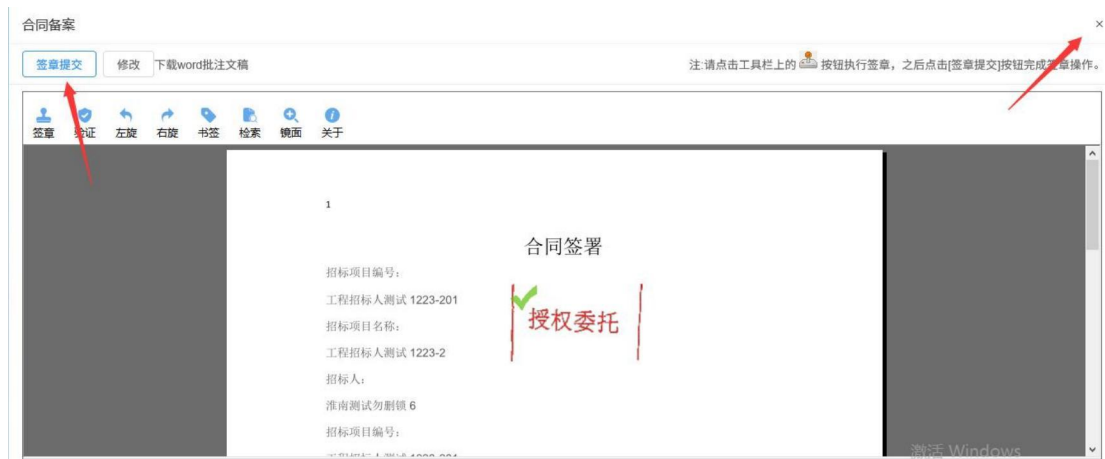 合同备案
×
签章提交 修改 下载word批注文稿 注:请点击工具栏上的 按钮执行签章，之后点击[签章提交]按钮完成签章操作。
签章 验证 左旋 右旋 书签 检索 镜面 关于
1
合同签署
招标项目编号：
工程招标人测试 1223-201
授权委托
招标项目名称：
工程招标人测试 1223-2
招标人：
淮南测试勿删锁 6
招标项目编号：
激活 Windows